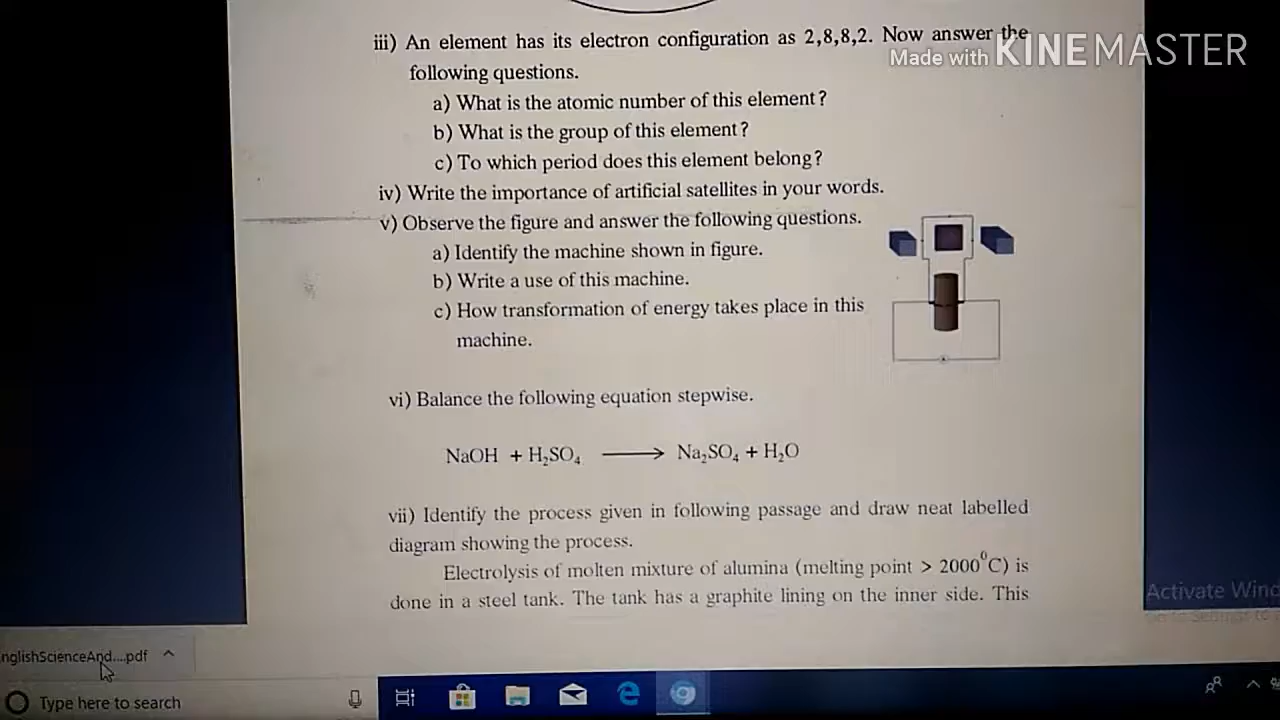 iii) An element has its electron configuration as 2,8,8,2. Now answer the
Made with KINEMASTER
following questions.
a) What is the atomic number of this element?
b) What is the group of this element?
c) To which period does this element belong?
iv) Write the importance of artificial satellites in your words.
v) Observe the figure and answer the following questions.
a) Identify the machine shown in figure.
b) Write a use of this machine.
c) How transformation of energy takes place in this
machine.
vi) Balance the following equation stepwise.
NaOH + H₂SO₄ ⟶ Na₂SO₄ + H₂O
vii) Identify the process given in following passage and draw neat labelled
diagram showing the process.
Electrolysis of molten mixture of alumina (melting point > 2000⁰C) is
done in a steel tank. The tank has a graphite lining on the inner side. This
Activate Wind
nglishScienceAnd....pdf
Type here to search